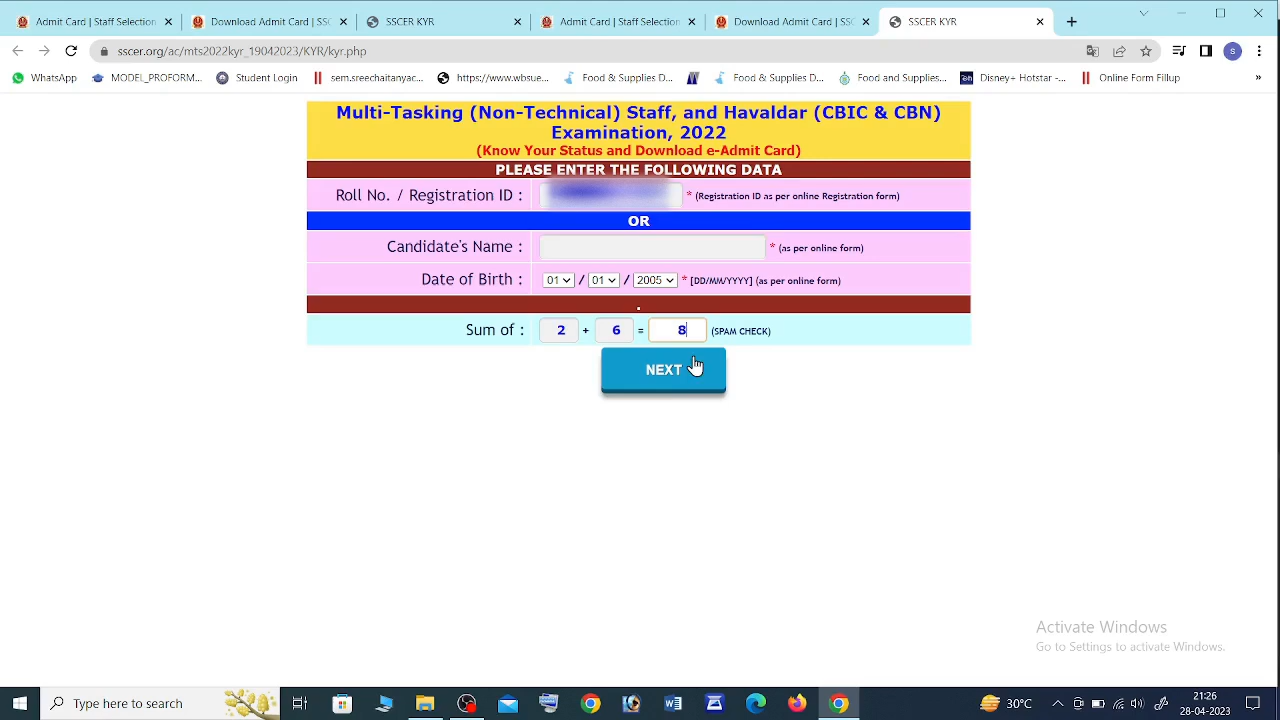 Admit Card | Staff Selection
Download Admit Card | SSC
SSCER KYR
Admit Card | Staff Selection
Download Admit Card | SSC
SSCER KYR
sscer.org/ac/mts2022kyr_19042023/KYR/kyr.php
S
WhatsApp
MODEL_PROFORM...
Student Login
sem.sreechaitanyac...
https://www.wbsue...
Food & Supplies D...
Food & Supplies D...
Food and Supplies...
Disney+ Hotstar -...
Online Form Fillup
»
Multi-Tasking (Non-Technical) Staff, and Havaldar (CBIC & CBN)
Examination, 2022
(Know Your Status and Download e-Admit Card)
PLEASE ENTER THE FOLLOWING DATA
Roll No. / Registration ID : * (Registration ID as per online Registration form)
OR
Candidate's Name : * (as per online form)
Date of Birth : 01 / 01 / 2005 * [DD/MM/YYYY] (as per online form)
.
Sum of : 2 + 6 = 8 (SPAM CHECK)
NEXT
Activate Windows
Go to Settings to activate Windows.
Type here to search
30°C
21:26
28-04-2023